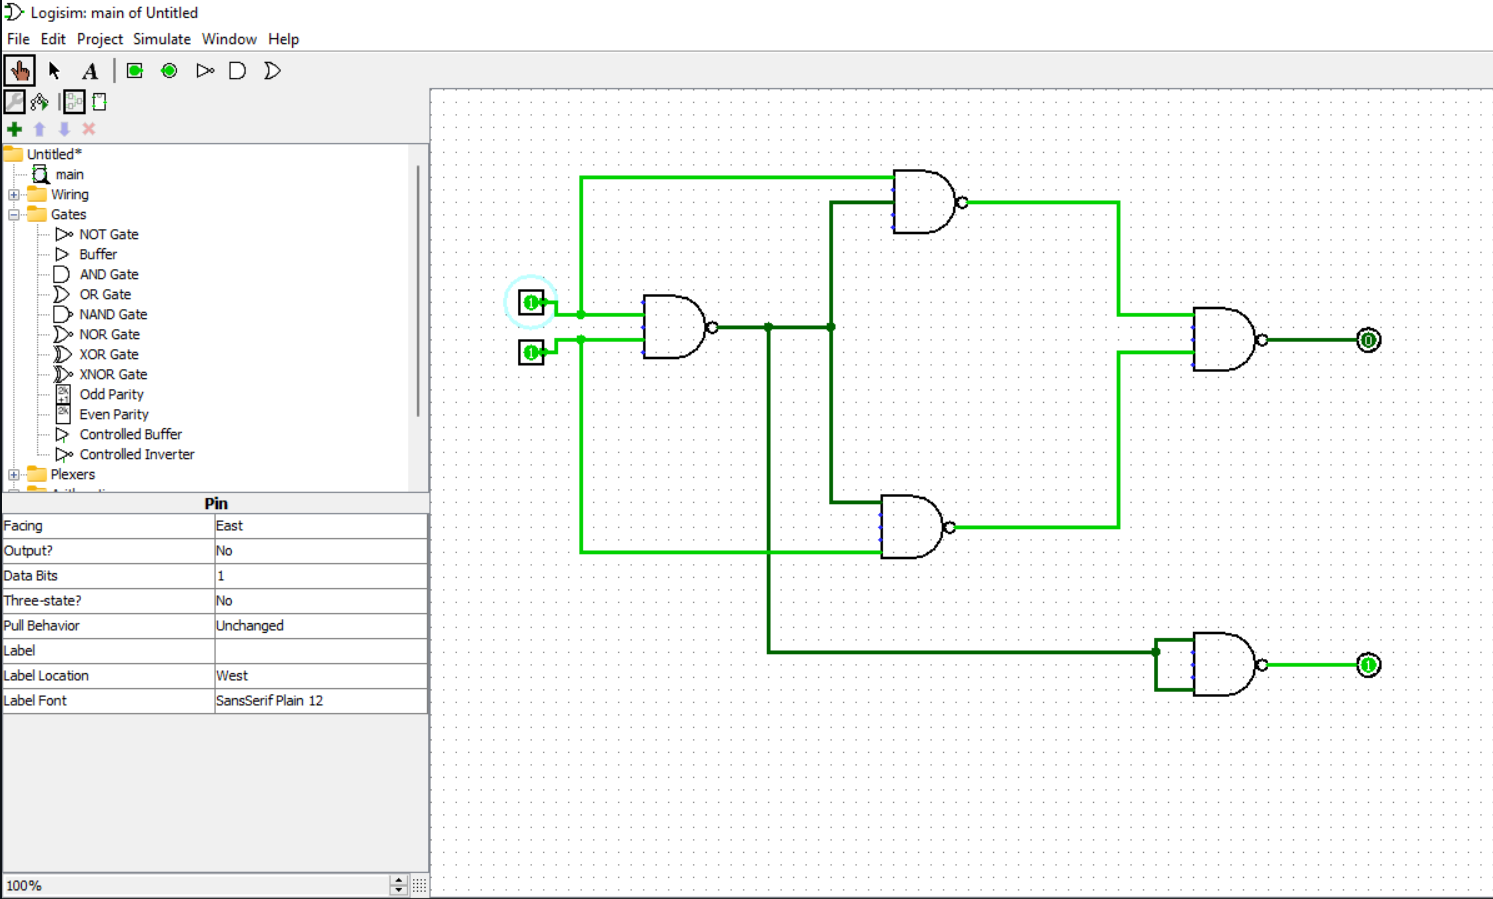 Logisim: main of Untitled
File Edit Project Simulate Window Help
A
Untitled*
main
Wiring
Gates
NOT Gate
Buffer
AND Gate
OR Gate
NAND Gate
NOR Gate
XOR Gate
XNOR Gate
2k+1 Odd Parity
2k Even Parity
Controlled Buffer
Controlled Inverter
Plexers
Pin
Facing East
Output? No
Data Bits 1
Three-state? No
Pull Behavior Unchanged
Label
Label Location West
Label Font SansSerif Plain 12
100%
1
1
0
1